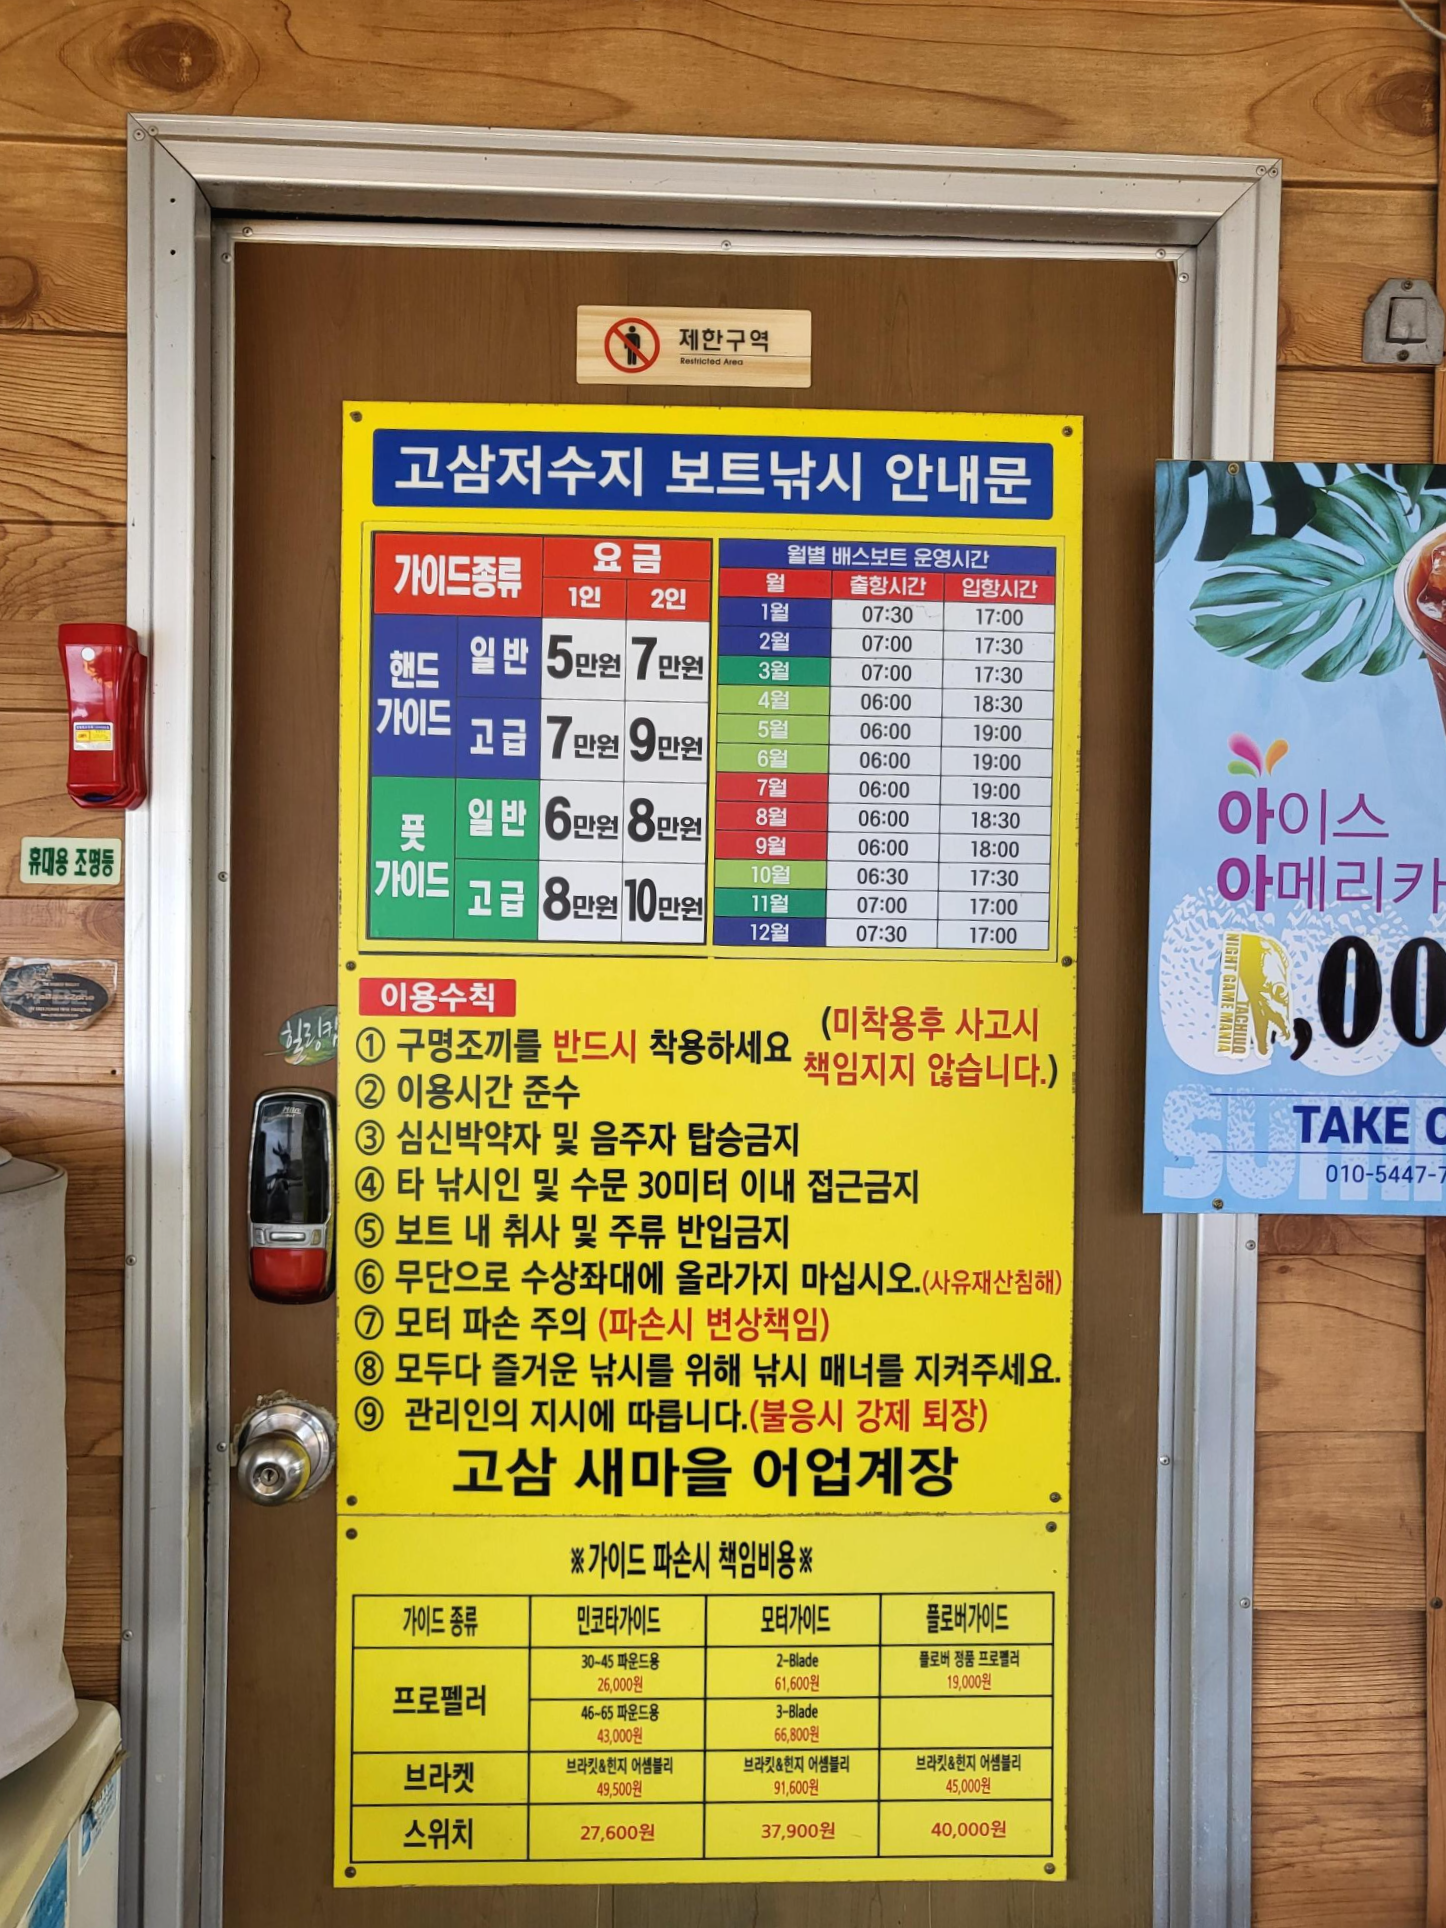 제한구역
Restricted Area
고삼저수지 보트낚시 안내문
가이드종류 요금
1인 2인
핸드 가이드 일반 5만원 7만원
고급 7만원 9만원
풋 가이드 일반 6만원 8만원
고급 8만원 10만원
월별 배스보트 운영시간
월 출항시간 입항시간
1월 07:30 17:00
2월 07:00 17:30
3월 07:00 17:30
4월 06:00 18:30
5월 06:00 19:00
6월 06:00 19:00
7월 06:00 19:00
8월 06:00 18:30
9월 06:00 18:00
10월 06:30 17:30
11월 07:00 17:00
12월 07:30 17:00
이용수칙
① 구명조끼를 반드시 착용하세요
(미착용후 사고시
책임지지 않습니다.)
② 이용시간 준수
③ 심신박약자 및 음주자 탑승금지
④ 타 낚시인 및 수문 30미터 이내 접근금지
⑤ 보트 내 취사 및 주류 반입금지
⑥ 무단으로 수상좌대에 올라가지 마십시오.(사유재산침해)
⑦ 모터 파손 주의 (파손시 변상책임)
⑧ 모두다 즐거운 낚시를 위해 낚시 매너를 지켜주세요.
⑨ 관리인의 지시에 따릅니다.(불응시 강제 퇴장)
고삼 새마을 어업계장
※가이드 파손시 책임비용※
가이드 종류 민코타가이드 모터가이드 플로버가이드
프로펠러 30~45 파운드용 2-Blade 플로버 정품 프로펠러
26,000원 61,600원 19,000원
46~65 파운드용 3-Blade
43,000원 66,800원
브라켓 브라킷&힌지 어셈블리 브라킷&힌지 어셈블리 브라킷&힌지 어셈블리
49,500원 91,600원 45,000원
스위치 27,600원 37,900원 40,000원
휴대용 조명등
힐링캠
아이스
아메리카
,00
NIGHT GAME MANIA
TACHIUO
TAKE
010-5447-7